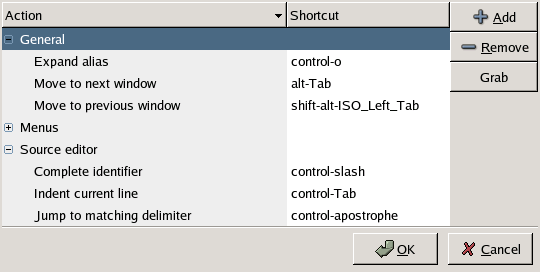 Action Shortcut Add
General
Remove
Expand alias control-o
Move to next window alt-Tab
Grab
Move to previous window shift-alt-ISO_Left_Tab
Menus
Source editor
Complete identifier control-slash
Indent current line control-Tab
Jump to matching delimiter control-apostrophe
OK Cancel